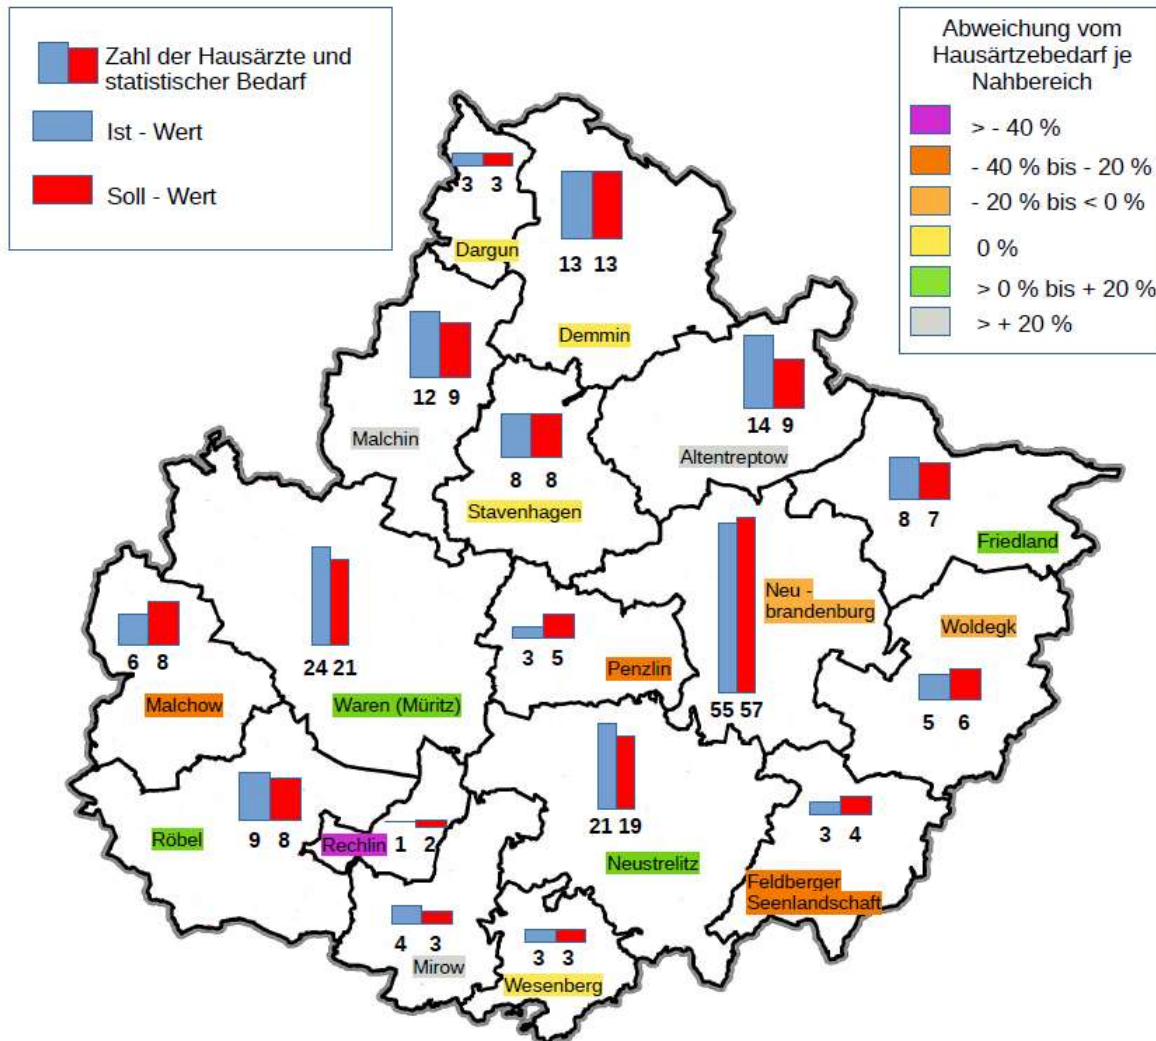 Zahl der Hausärzte und
statistischer Bedarf
Ist - Wert
Soll - Wert
Abweichung vom
Hausärtzebedarf je
Nahbereich
> - 40 %
- 40 % bis - 20 %
- 20 % bis < 0 %
0 %
> 0 % bis + 20 %
> + 20 %
3 3
Dargun
13 13
Demmin
12 9
Malchin
14 9
Altentreptow
8 8
Stavenhagen
8 7
Friedland
24 21
Waren (Müritz)
6 8
Malchow
3 5
Penzlin
Neu -
brandenburg
55 57
Woldegk
5 6
9 8
Röbel
Rechlin
1 2
21 19
Neustrelitz
3 4
Feldberger
Seenlandschaft
4 3
Mirow
3 3
Wesenberg